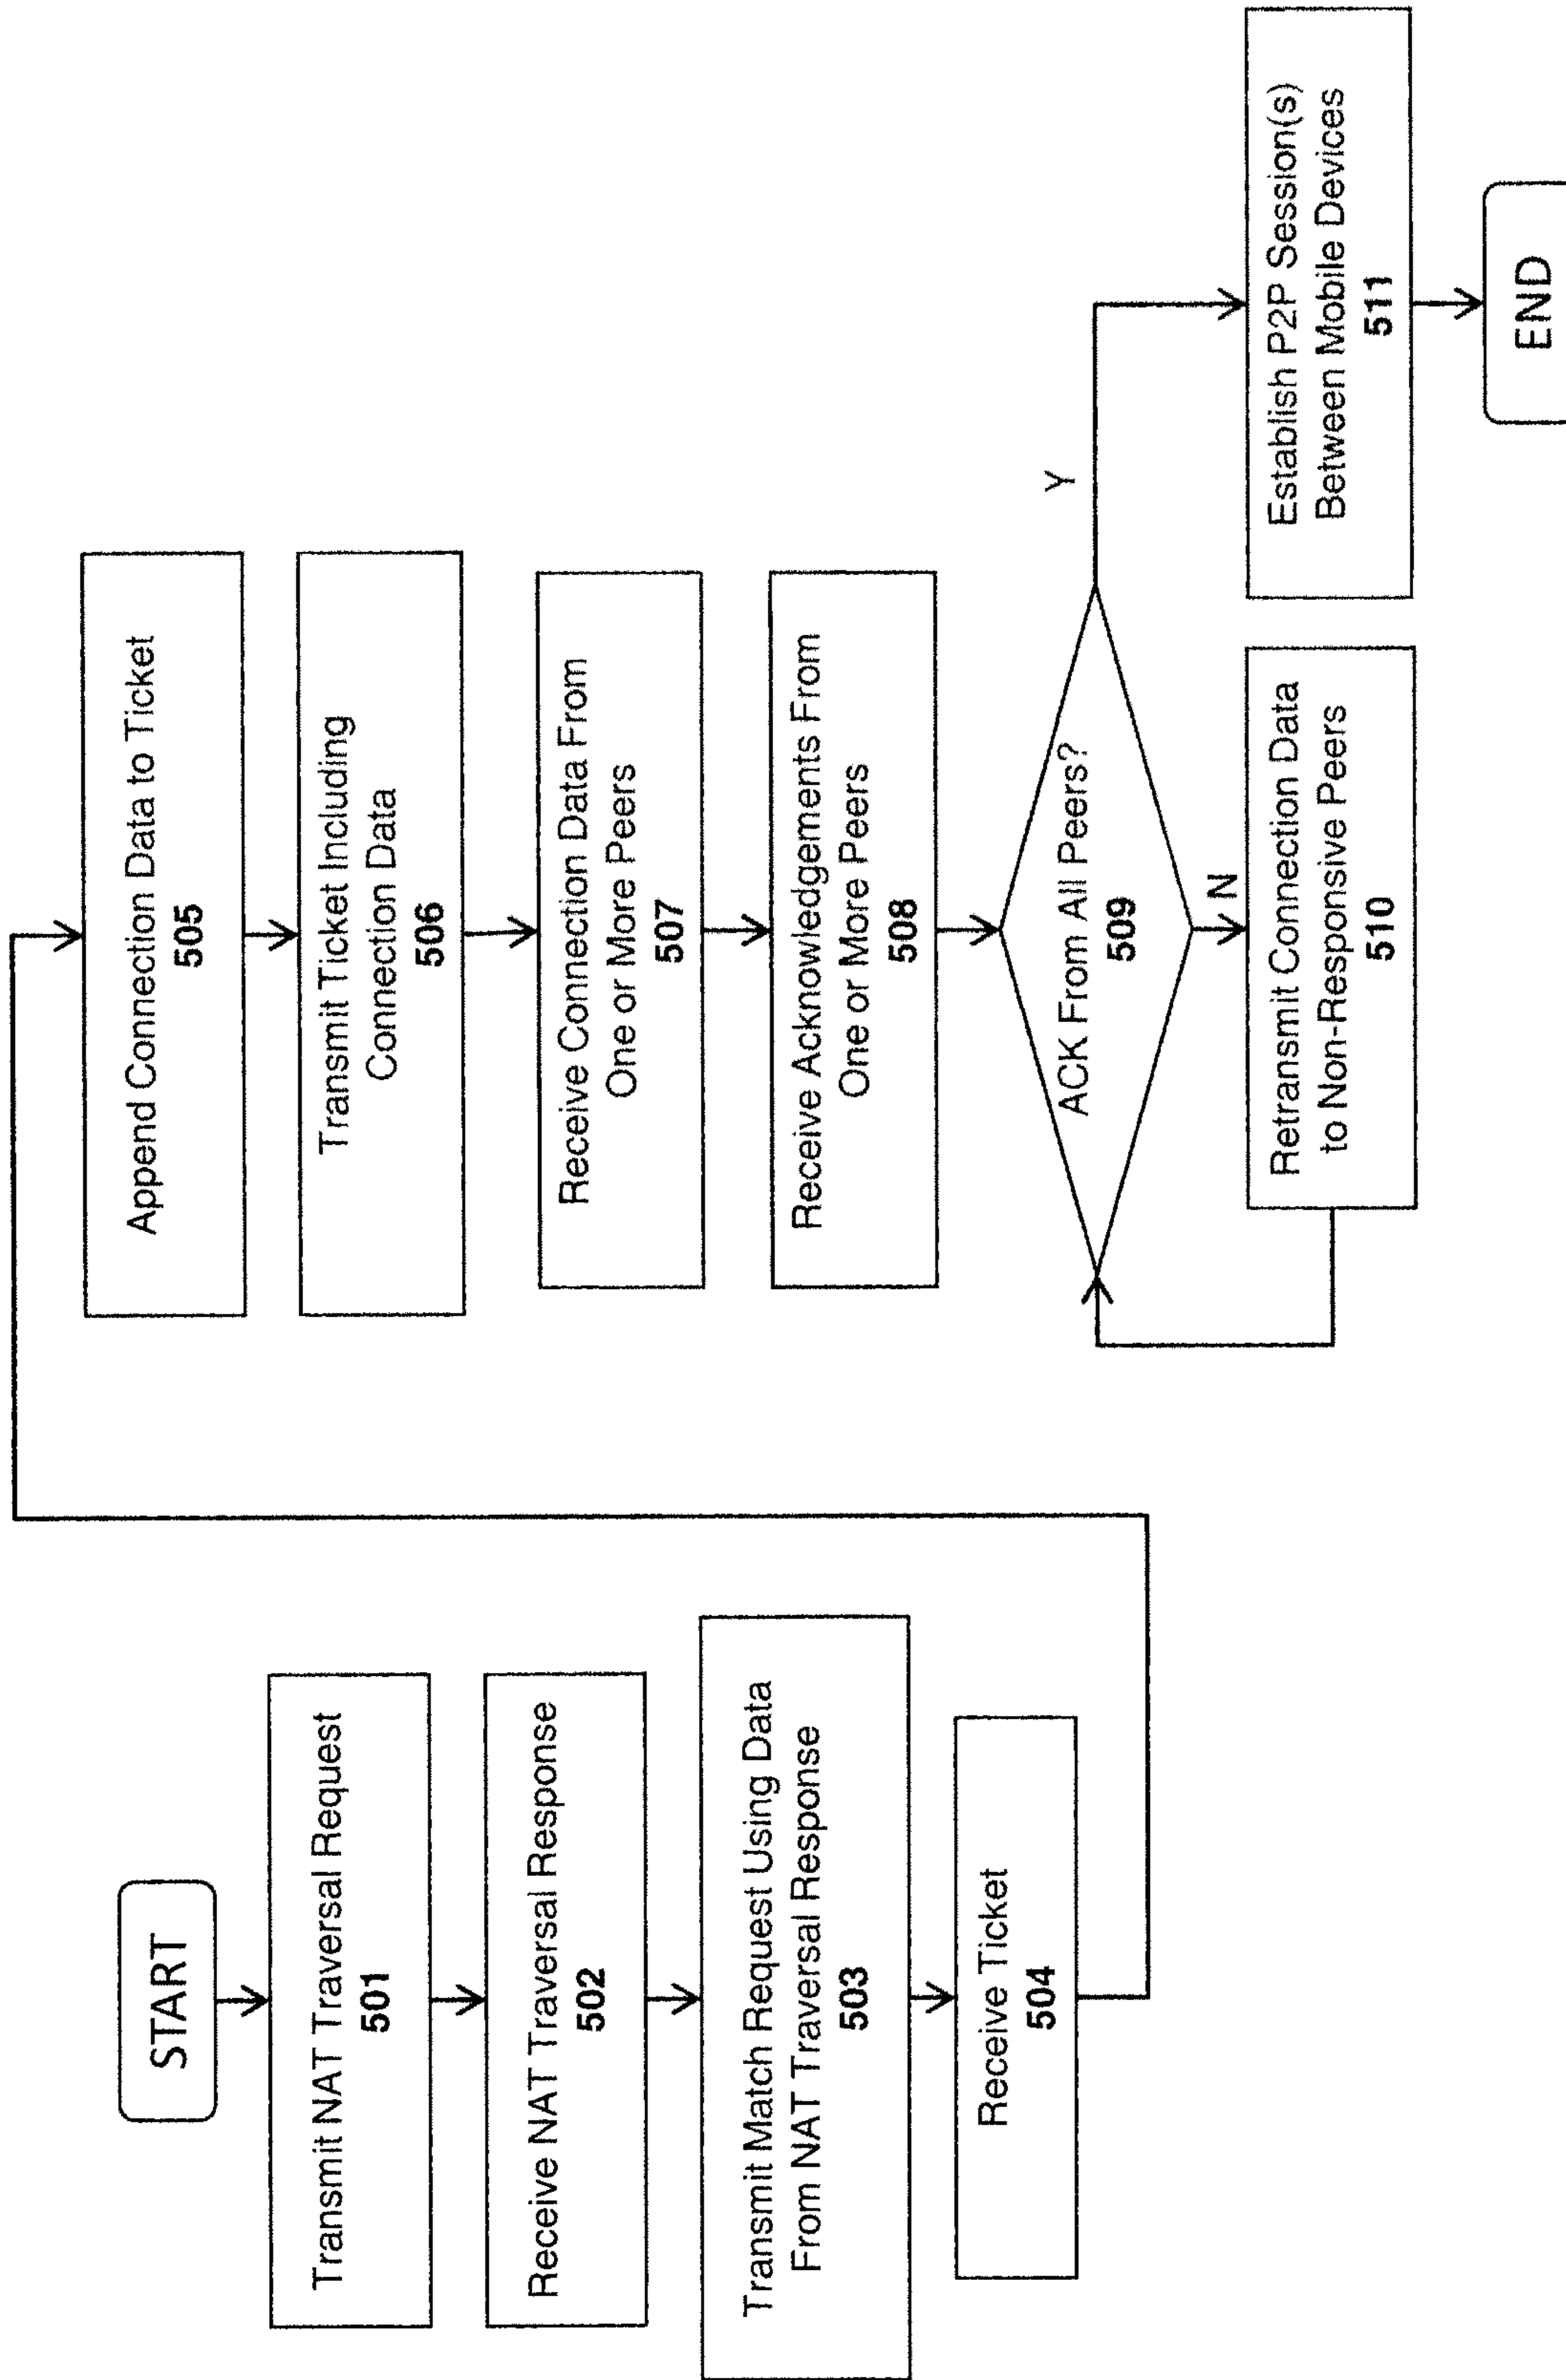 START
Transmit NAT Traversal Request
501
Receive NAT Traversal Response
502
Transmit Match Request Using Data
From NAT Traversal Response
503
Receive Ticket
504
Append Connection Data to Ticket
505
Transmit Ticket Including
Connection Data
506
Receive Connection Data From
One or More Peers
507
Receive Acknowledgements From
One or More Peers
508
ACK From All Peers?
509
N
Y
Retransmit Connection Data
to Non-Responsive Peers
510
Establish P2P Session(s)
Between Mobile Devices
511
END